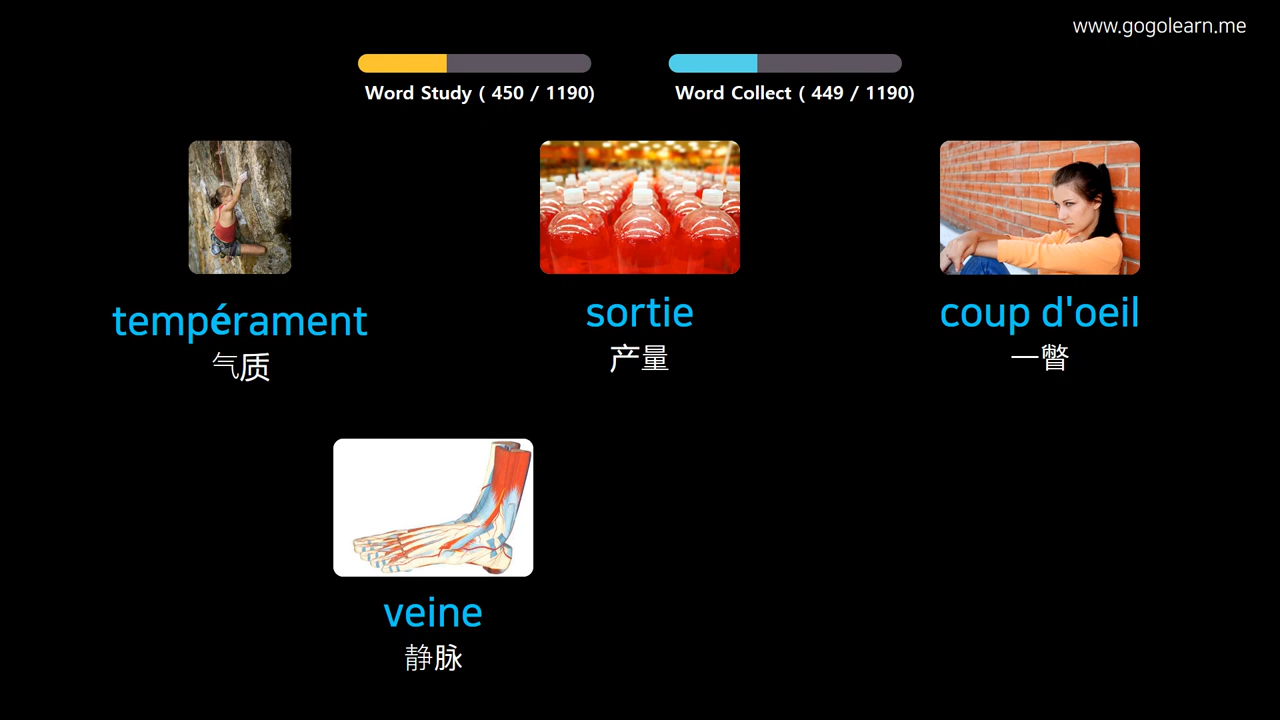 www.gogolearn.me
Word Study ( 450 / 1190)
Word Collect ( 449 / 1190)
tempérament
气质
sortie
产量
coup d'oeil
一瞥
veine
静脉